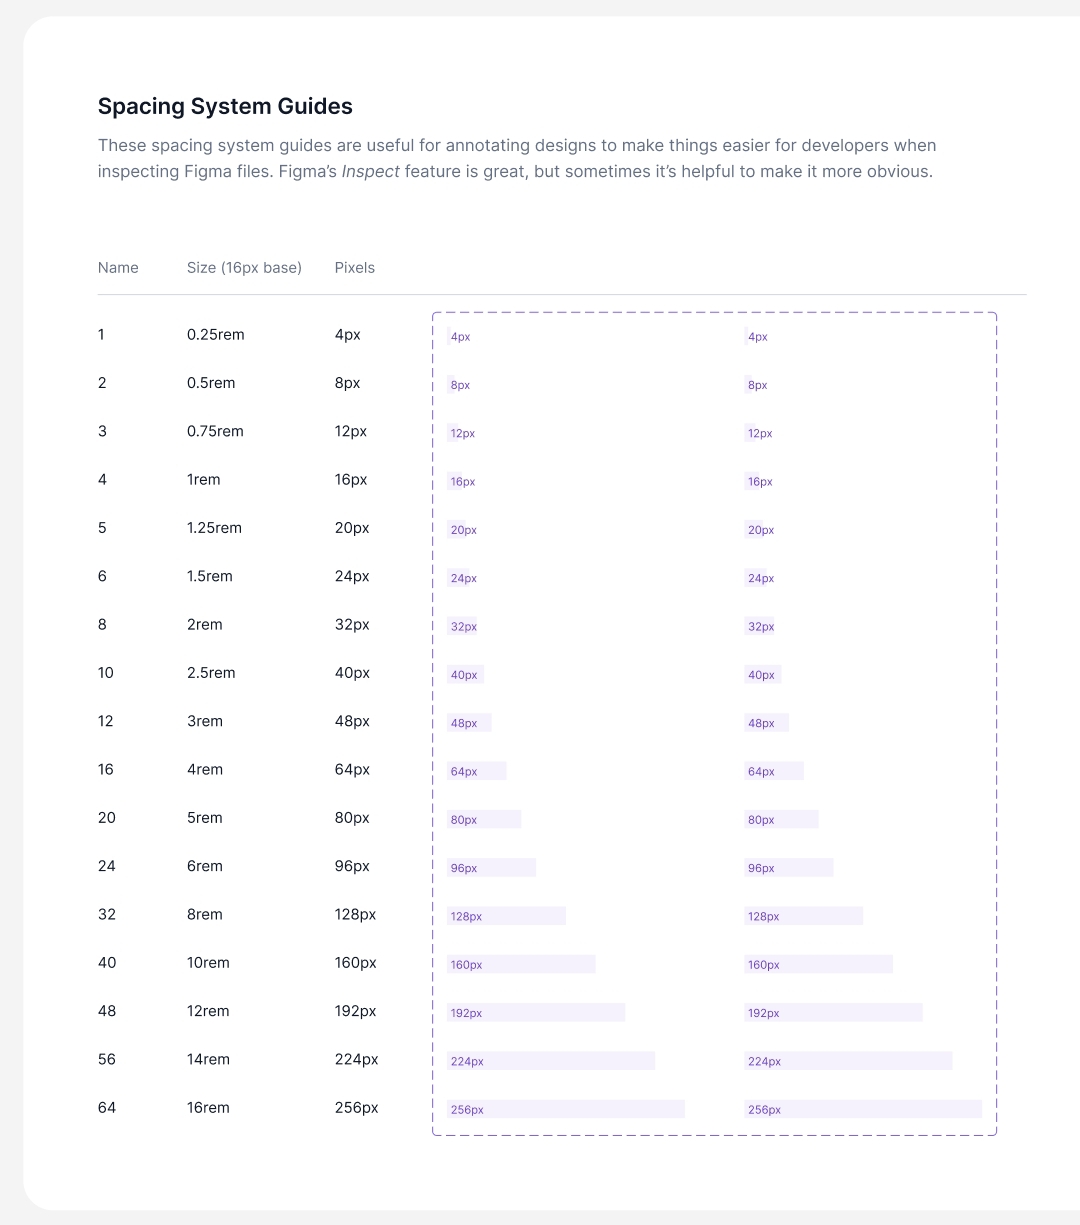 Spacing System Guides
These spacing system guides are useful for annotating designs to make things easier for developers when
inspecting Figma files. Figma’s Inspect feature is great, but sometimes it’s helpful to make it more obvious.
Name Size (16px base) Pixels
1 0.25rem 4px 4px 4px
2 0.5rem 8px 8px 8px
3 0.75rem 12px 12px 12px
4 1rem 16px 16px 16px
5 1.25rem 20px 20px 20px
6 1.5rem 24px 24px 24px
8 2rem 32px 32px 32px
10 2.5rem 40px 40px 40px
12 3rem 48px 48px 48px
16 4rem 64px 64px 64px
20 5rem 80px 80px 80px
24 6rem 96px 96px 96px
32 8rem 128px 128px 128px
40 10rem 160px 160px 160px
48 12rem 192px 192px 192px
56 14rem 224px 224px 224px
64 16rem 256px 256px 256px